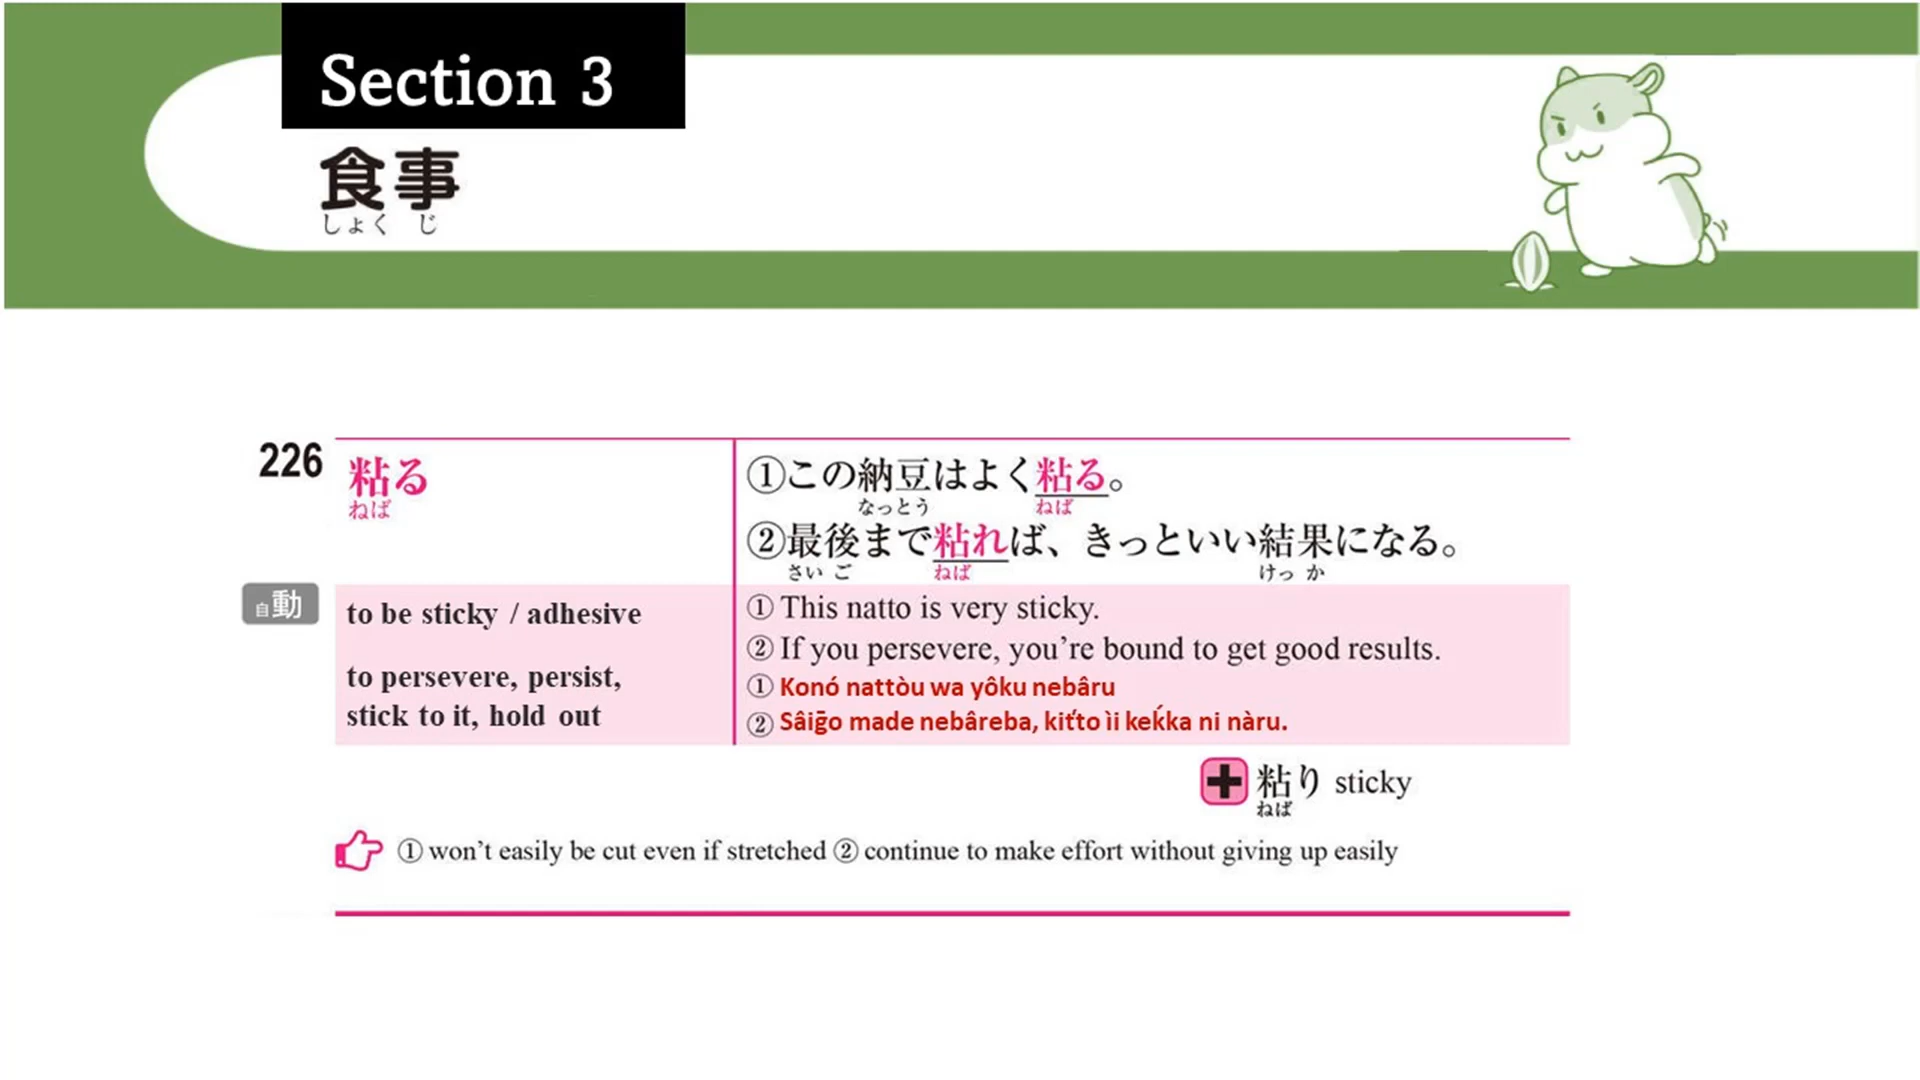 Section 3
食事
しょく じ
226
粘る
ねば
①この納豆はよく粘る。
なっとう ねば
②最後まで粘れば、きっといい結果になる。
さい ご ねば けっ か
自動
to be sticky / adhesive
to persevere, persist,
stick to it, hold out
① This natto is very sticky.
② If you persevere, you’re bound to get good results.
① Konó nattòu wa yôku nebâru
② Sâig̃o made nebâreba, kit́to ìi keḱka ni nàru.
粘り sticky
ねば
① won’t easily be cut even if stretched ② continue to make effort without giving up easily